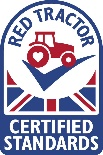 RED TRACTOR
CERTIFIED
STANDARDS